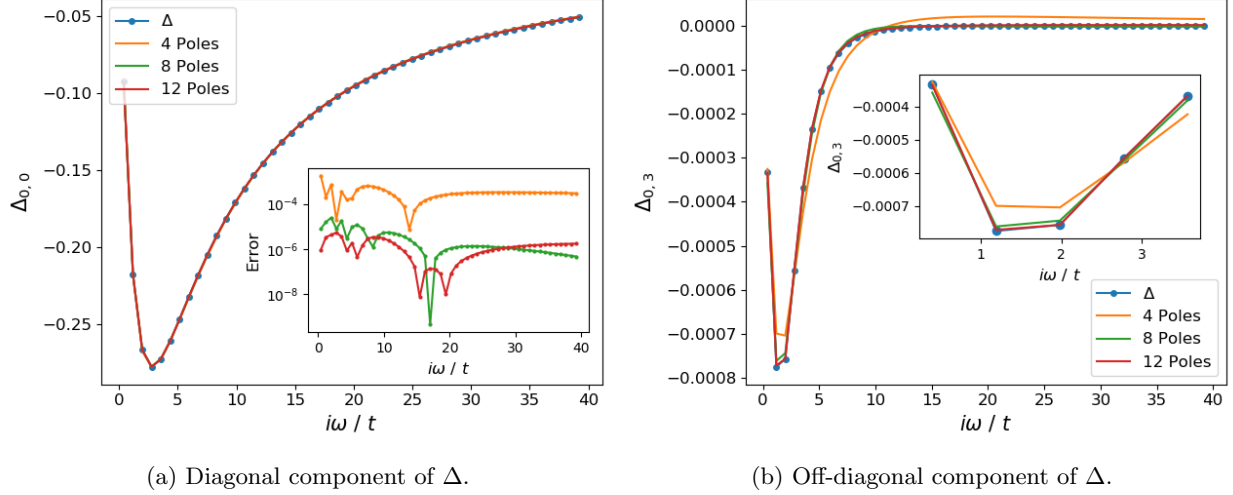 −0.05
−0.10
−0.15
−0.20
−0.25
Δ0, 0
Δ
4 Poles
8 Poles
12 Poles
10−4
10−6
10−8
Error
0 10 20 30 40
iω / t
0 5 10 15 20 25 30 35 40
iω / t
(a) Diagonal component of Δ.
0.0000
−0.0001
−0.0002
−0.0003
−0.0004
−0.0005
−0.0006
−0.0007
−0.0008
Δ0, 3
−0.0004
−0.0005
−0.0006
−0.0007
Δ0, 3
1 2 3
iω / t
Δ
4 Poles
8 Poles
12 Poles
0 5 10 15 20 25 30 35 40
iω / t
(b) Off-diagonal component of Δ.